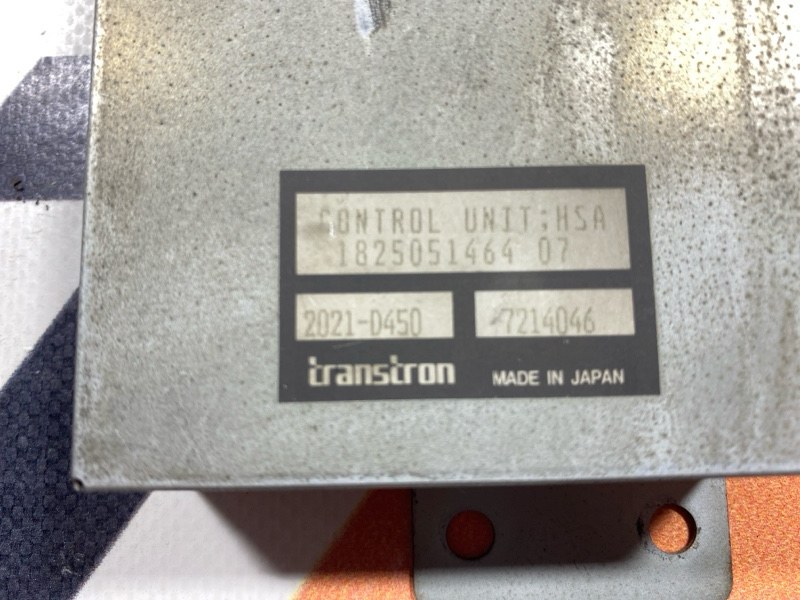 CONTROL UNIT;HSA
1825051464 07
2021-D450 7214046
transtron MADE IN JAPAN